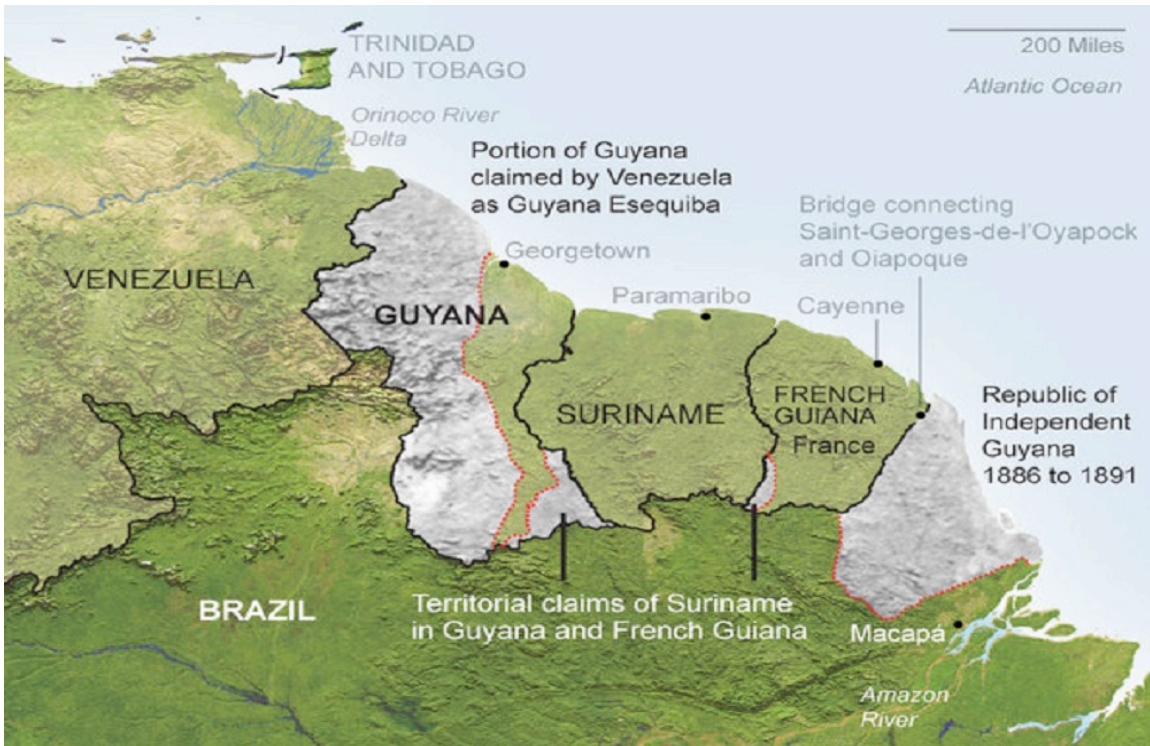 TRINIDAD
AND TOBAGO
200 Miles
Atlantic Ocean
Orinoco River
Delta
Portion of Guyana
claimed by Venezuela
as Guyana Esequiba
Bridge connecting
Saint-Georges-de-l'Oyapock
and Oiapoque
Georgetown
VENEZUELA
Paramaribo
Cayenne
GUYANA
FRENCH
GUIANA
France
SURINAME
Republic of
Independent
Guyana
1886 to 1891
BRAZIL
Territorial claims of Suriname
in Guyana and French Guiana
Macapá
Amazon
River